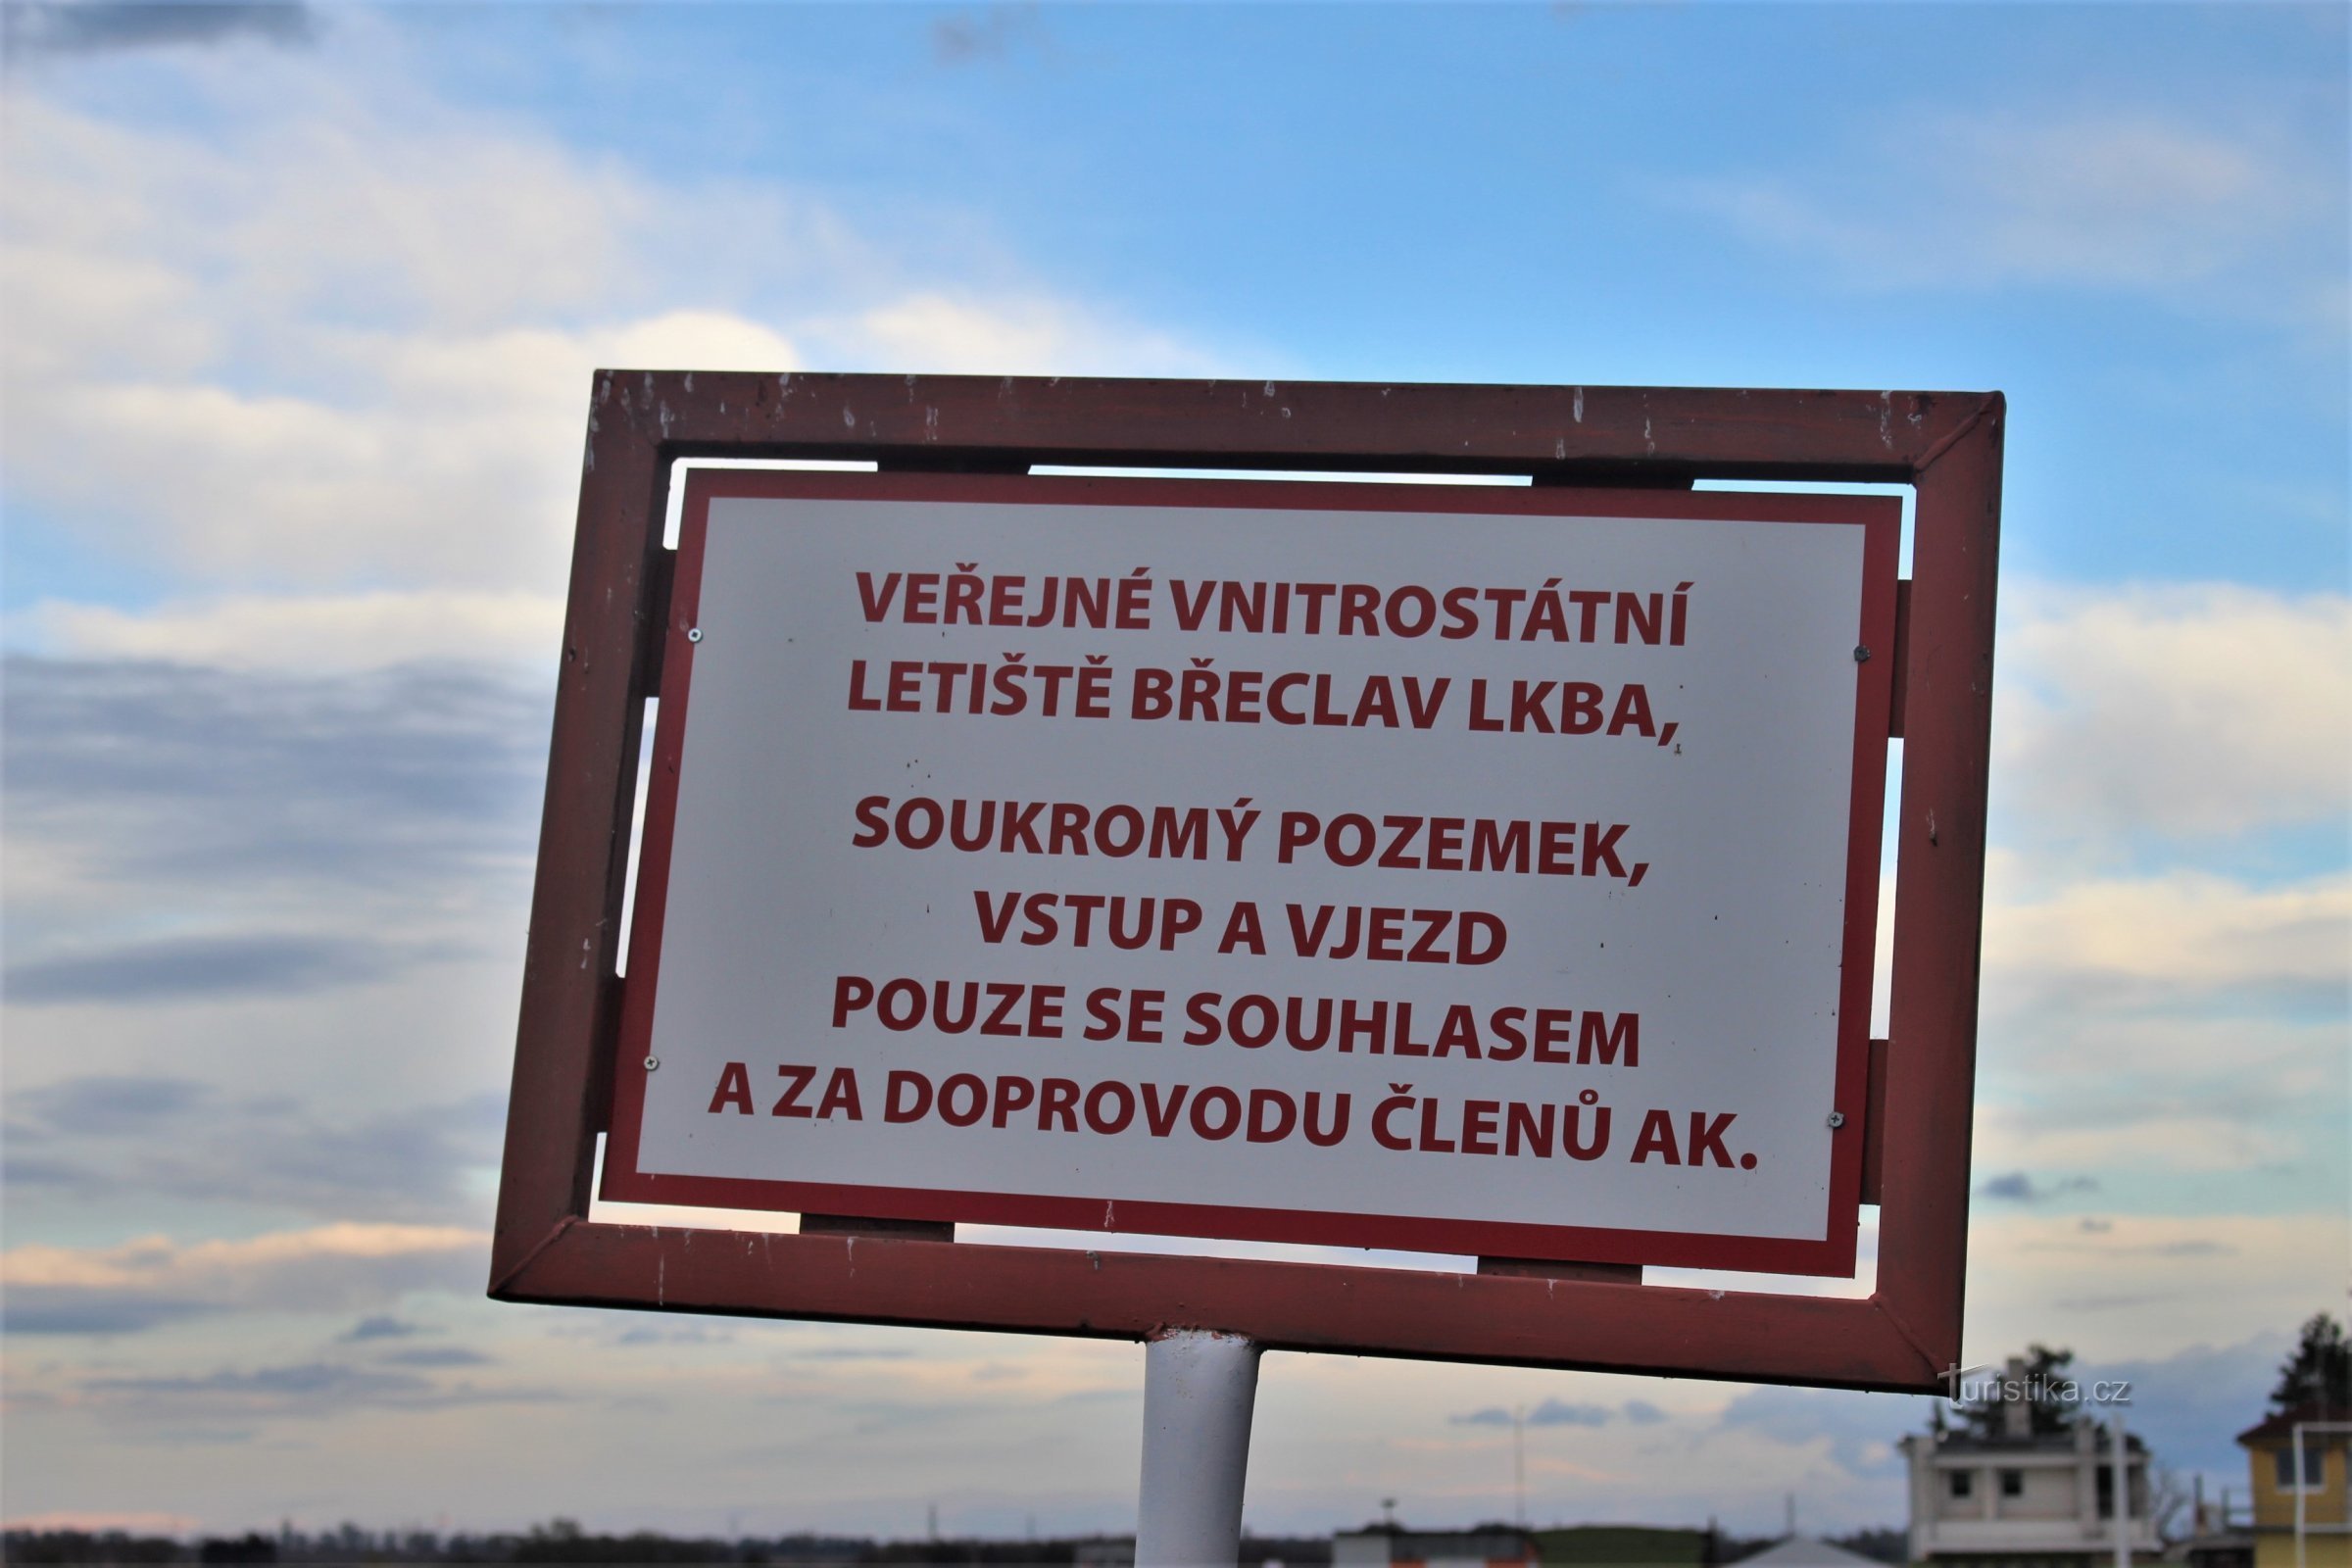 VEŘEJNÉ VNITROSTÁTNÍ
LETIŠTĚ BŘECLAV LKBA,
SOUKROMÝ POZEMEK,
VSTUP A VJEZD
POUZE SE SOUHLASEM
A ZA DOPROVODU ČLENŮ AK.
Turistika.cz